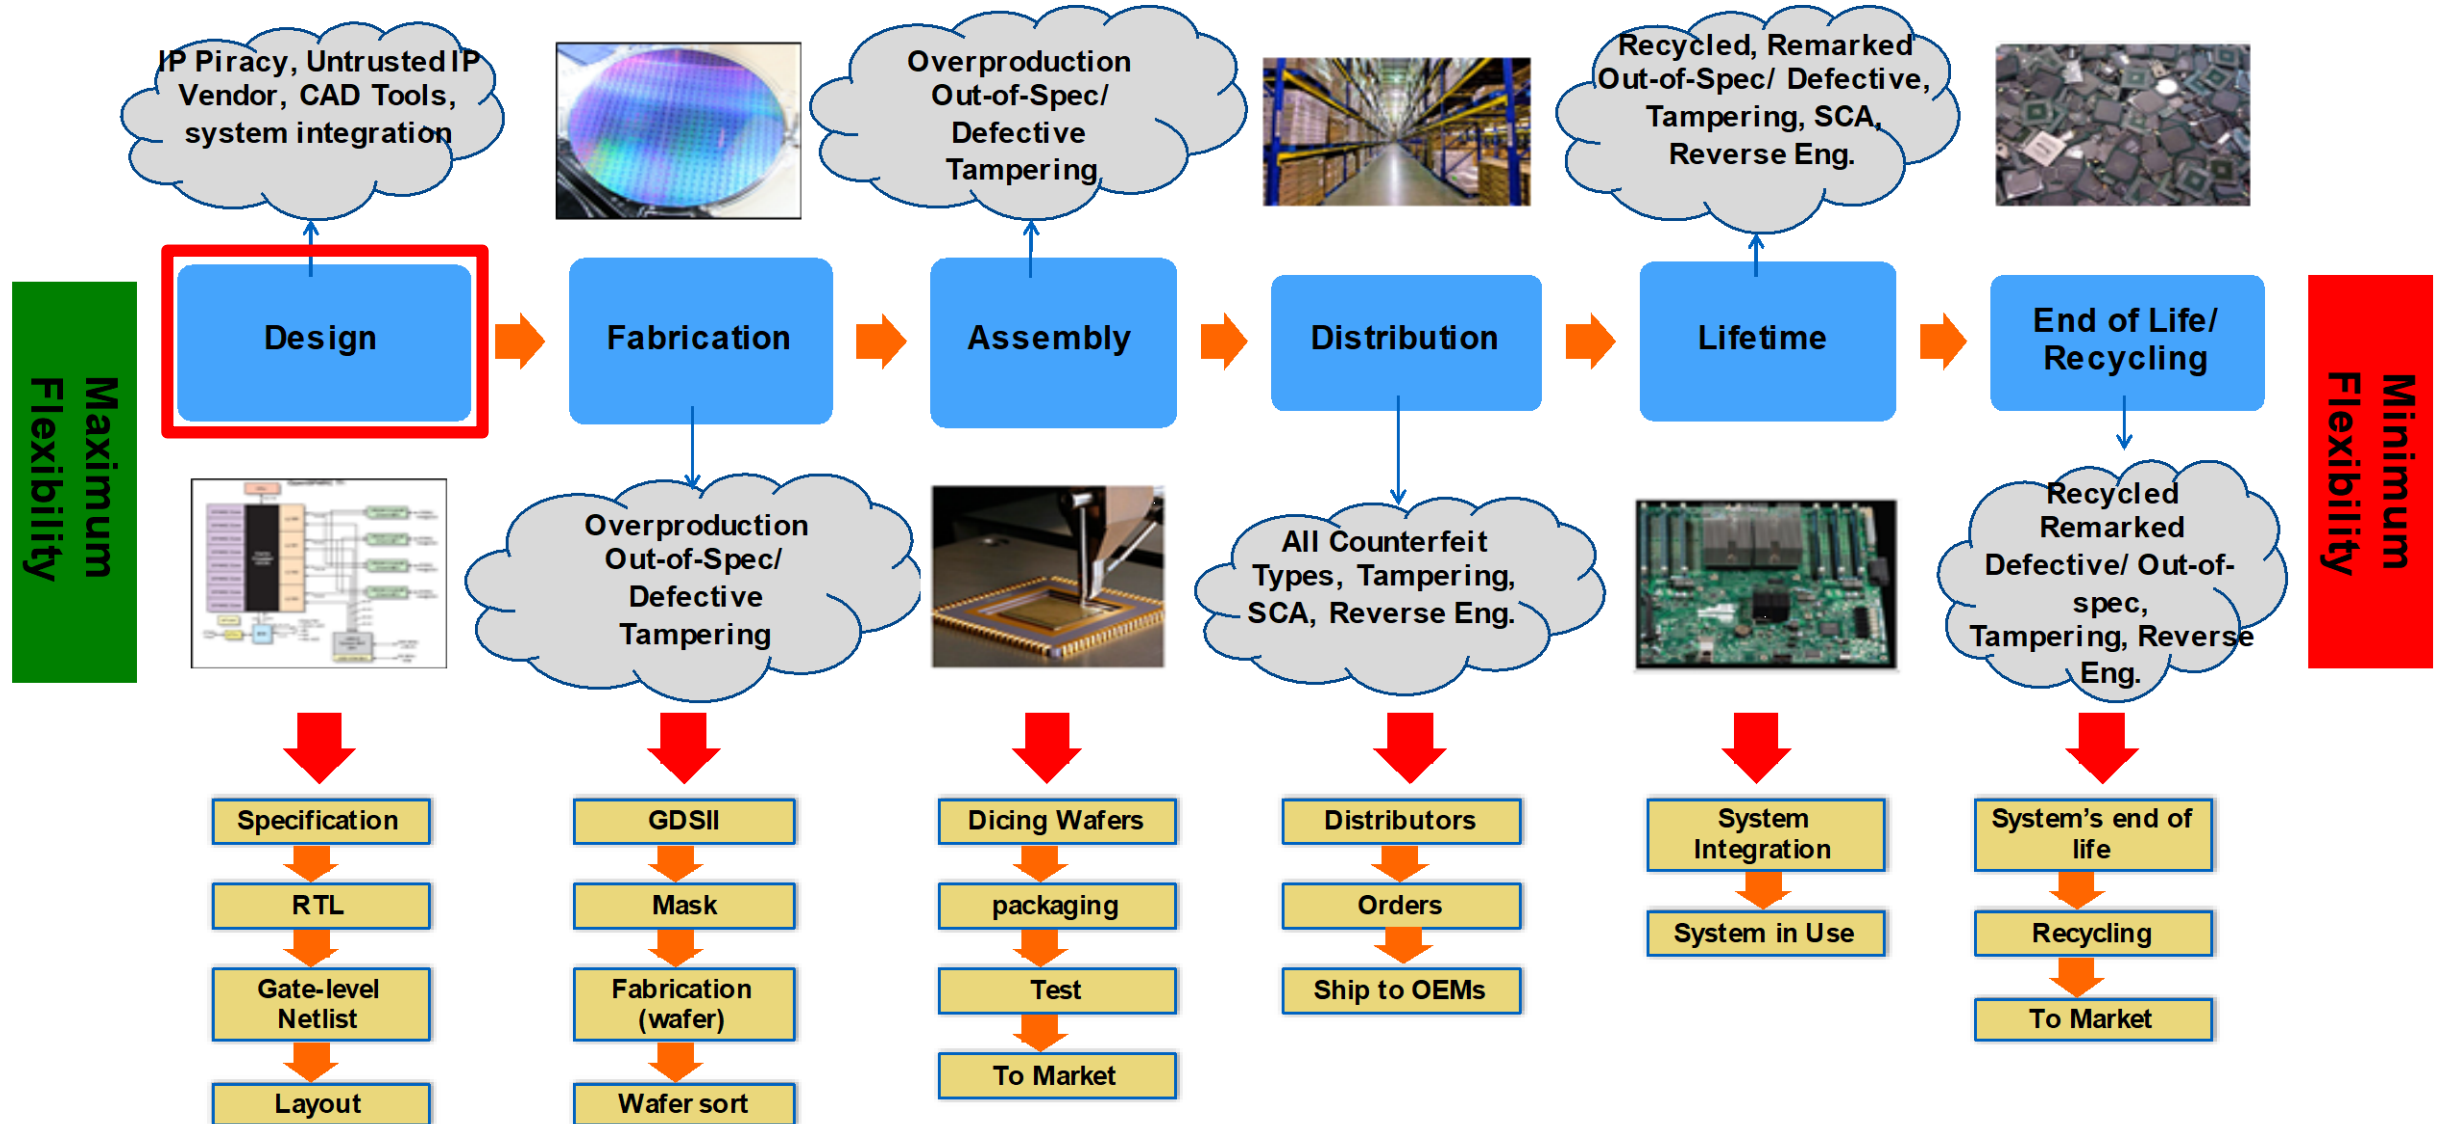 IP Piracy, Untrusted IP
Vendor, CAD Tools,
system integration
Overproduction
Out-of-Spec/
Defective
Tampering
Recycled, Remarked
Out-of-Spec/ Defective,
Tampering, SCA,
Reverse Eng.
Maximum
Flexibility
Design
Fabrication
Assembly
Distribution
Lifetime
End of Life/
Recycling
Minimum
Flexibility
Overproduction
Out-of-Spec/
Defective
Tampering
All Counterfeit
Types, Tampering,
SCA, Reverse Eng.
Recycled
Remarked
Defective/ Out-of-
spec,
Tampering, Reverse
Eng.
Specification
RTL
Gate-level
Netlist
Layout
GDSII
Mask
Fabrication
(wafer)
Wafer sort
Dicing Wafers
packaging
Test
To Market
Distributors
Orders
Ship to OEMs
System
Integration
System in Use
System's end of
life
Recycling
To Market